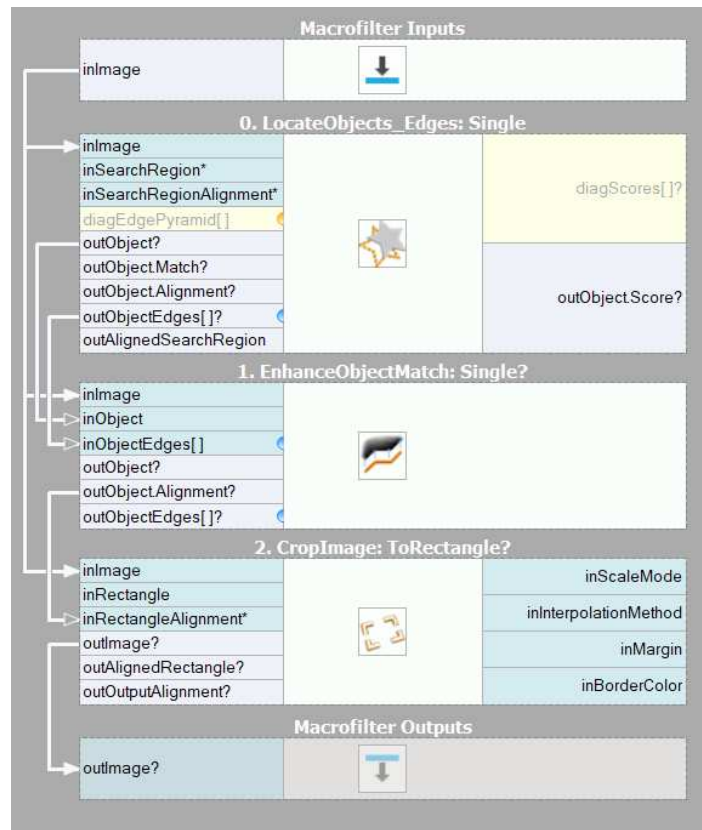 Macrofilter Inputs
inImage
0. LocateObjects_Edges: Single
inImage
inSearchRegion*
inSearchRegionAlignment*
diagEdgePyramid[ ]
outObject?
outObject.Match?
outObject.Alignment?
outObjectEdges[ ]?
outAlignedSearchRegion
diagScores[ ]?
outObject.Score?
1. EnhanceObjectMatch: Single?
inImage
inObject
inObjectEdges[ ]
outObject?
outObject.Alignment?
outObjectEdges[ ]?
2. CropImage: ToRectangle?
inImage
inRectangle
inRectangleAlignment*
outImage?
outAlignedRectangle?
outOutputAlignment?
inScaleMode
inInterpolationMethod
inMargin
inBorderColor
Macrofilter Outputs
outImage?